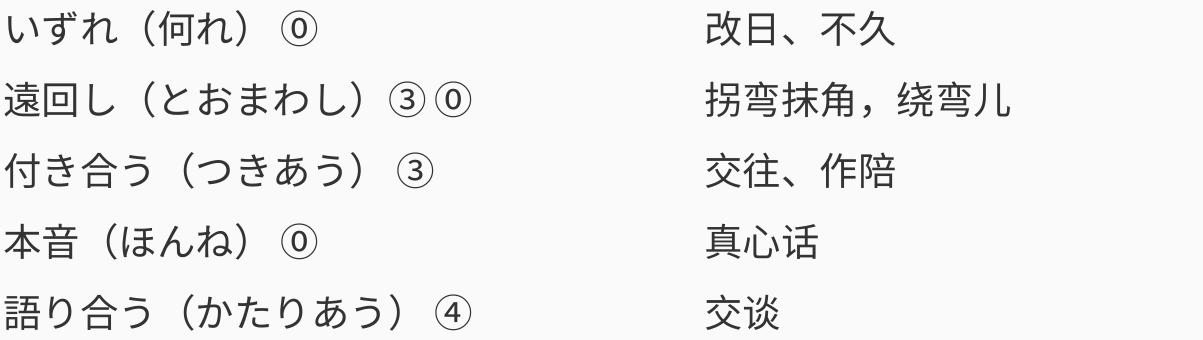 いずれ（何れ） ⓪ 改日、不久
遠回し（とおまわし）③ ⓪ 拐弯抹角，绕弯儿
付き合う（つきあう） ③ 交往、作陪
本音（ほんね） ⓪ 真心话
語り合う（かたりあう） ④ 交谈